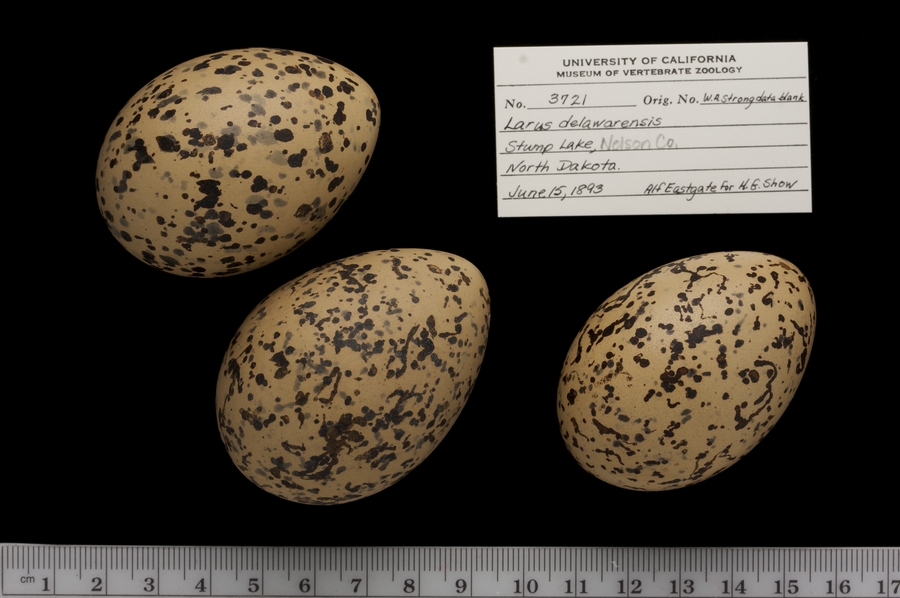 UNIVERSITY OF CALIFORNIA
MUSEUM OF VERTEBRATE ZOOLOGY
No. 3721 Orig. No. W.A Strong data blank
Larus delawarensis
Stump Lake, Nelson Co.
North Dakota.
June 15, 1893 Alf Eastgate for H.G. Show
cm 1 2 3 4 5 6 7 8 9 10 11 12 13 14 15 16 17